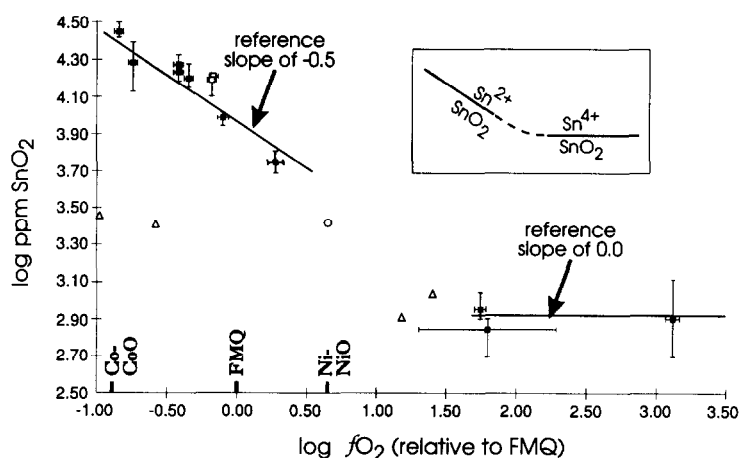 4.50
4.30
4.10
3.90
3.70
3.50
3.30
3.10
2.90
2.70
2.50
log ppm SnO2
reference
slope of -0.5
Sn2+
SnO2
Sn4+
SnO2
reference
slope of 0.0
Co-
CoO
FMQ
Ni-
NiO
-1.00 -0.50 0.00 0.50 1.00 1.50 2.00 2.50 3.00 3.50
log fO2 (relative to FMQ)